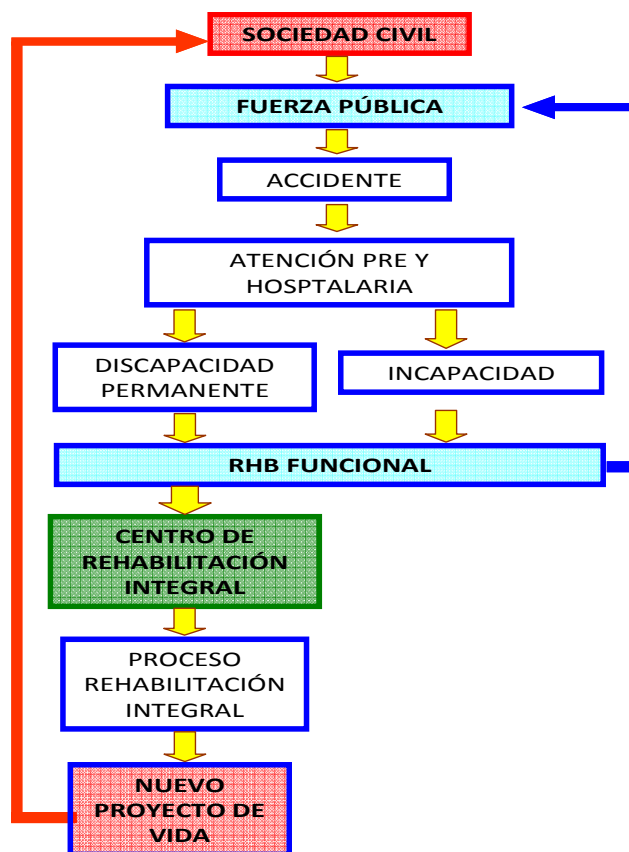 SOCIEDAD CIVIL
FUERZA PÚBLICA
ACCIDENTE
ATENCIÓN PRE Y
HOSPTALARIA
DISCAPACIDAD
PERMANENTE
INCAPACIDAD
RHB FUNCIONAL
CENTRO DE
REHABILITACIÓN
INTEGRAL
PROCESO
REHABILITACIÓN
INTEGRAL
NUEVO
PROYECTO DE
VIDA